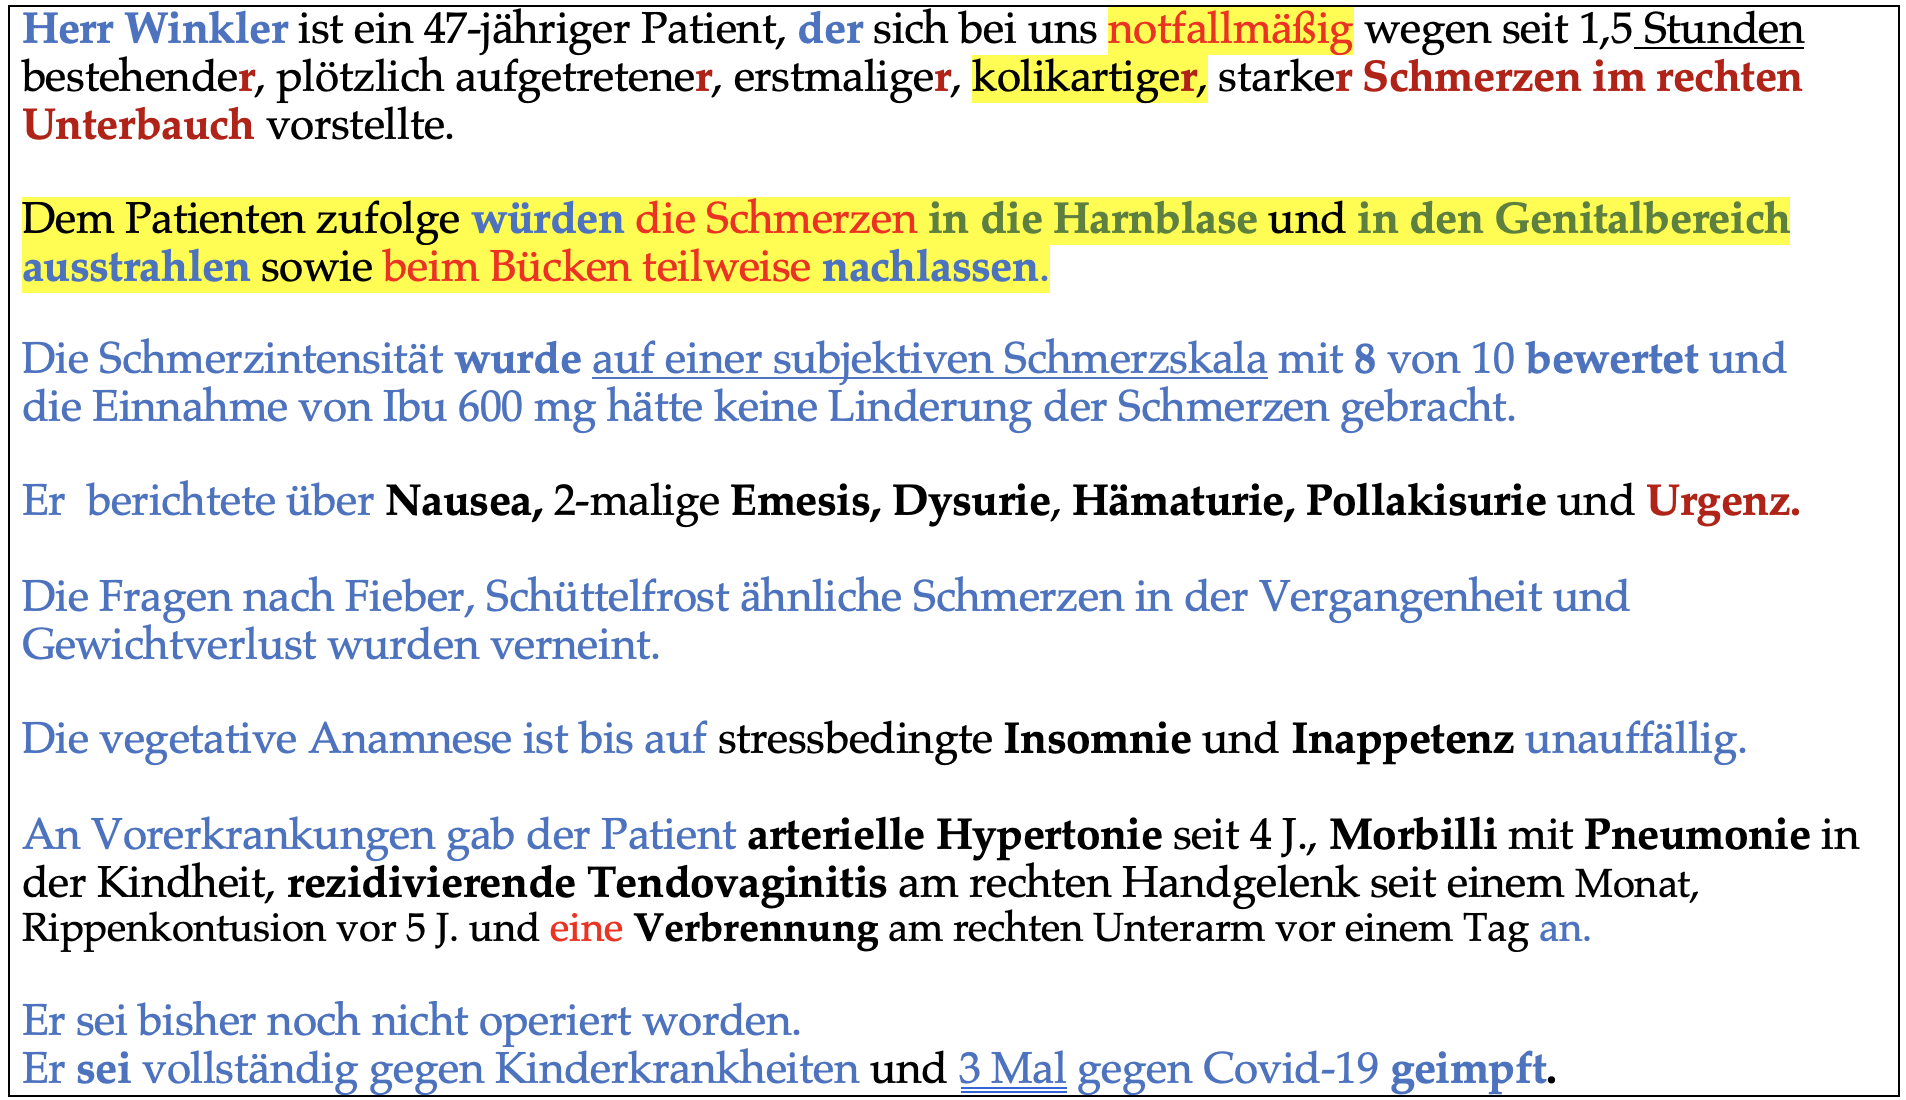 Herr Winkler ist ein 47-jähriger Patient, der sich bei uns notfallmäßig wegen seit 1,5 Stunden
bestehender, plötzlich aufgetretener, erstmaliger, kolikartiger, starker Schmerzen im rechten
Unterbauch vorstellte.
Dem Patienten zufolge würden die Schmerzen in die Harnblase und in den Genitalbereich
ausstrahlen sowie beim Bücken teilweise nachlassen.
Die Schmerzintensität wurde auf einer subjektiven Schmerzskala mit 8 von 10 bewertet und
die Einnahme von Ibu 600 mg hätte keine Linderung der Schmerzen gebracht.
Er  berichtete über Nausea, 2-malige Emesis, Dysurie, Hämaturie, Pollakisurie und Urgenz.
Die Fragen nach Fieber, Schüttelfrost ähnliche Schmerzen in der Vergangenheit und
Gewichtverlust wurden verneint.
Die vegetative Anamnese ist bis auf stressbedingte Insomnie und Inappetenz unauffällig.
An Vorerkrankungen gab der Patient arterielle Hypertonie seit 4 J., Morbilli mit Pneumonie in
der Kindheit, rezidivierende Tendovaginitis am rechten Handgelenk seit einem Monat,
Rippenkontusion vor 5 J. und eine Verbrennung am rechten Unterarm vor einem Tag an.
Er sei bisher noch nicht operiert worden.
Er sei vollständig gegen Kinderkrankheiten und 3 Mal gegen Covid-19 geimpft.